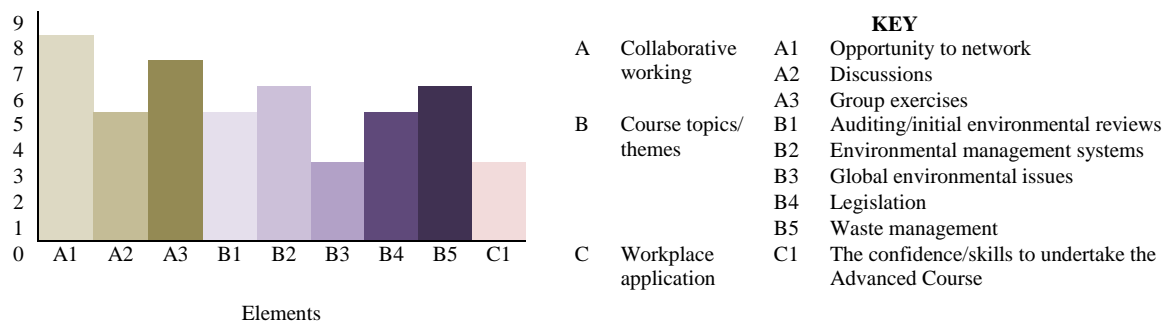 9
8
7
6
5
4
3
2
1
0
A1 A2 A3 B1 B2 B3 B4 B5 C1
Elements
KEY
A Collaborative working
A1 Opportunity to network
A2 Discussions
A3 Group exercises
B Course topics/ themes
B1 Auditing/initial environmental reviews
B2 Environmental management systems
B3 Global environmental issues
B4 Legislation
B5 Waste management
C Workplace application
C1 The confidence/skills to undertake the
Advanced Course